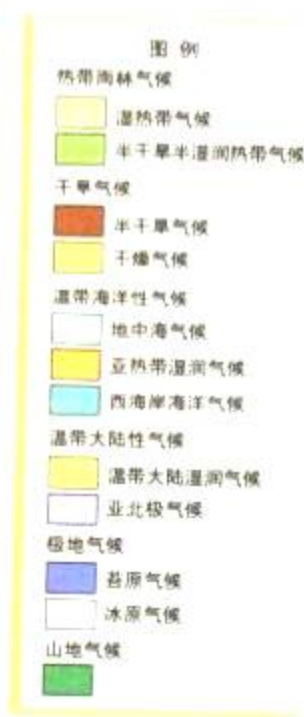 图 例
热带雨林气候
湿热带气候
半干旱半湿润热带气候
干旱气候
半干旱气候
干燥气候
温带海洋性气候
地中海气候
亚热带湿润气候
西海岸海洋气候
温带大陆性气候
温带大陆湿润气候
亚北极气候
极地气候
苔原气候
冰原气候
山地气候